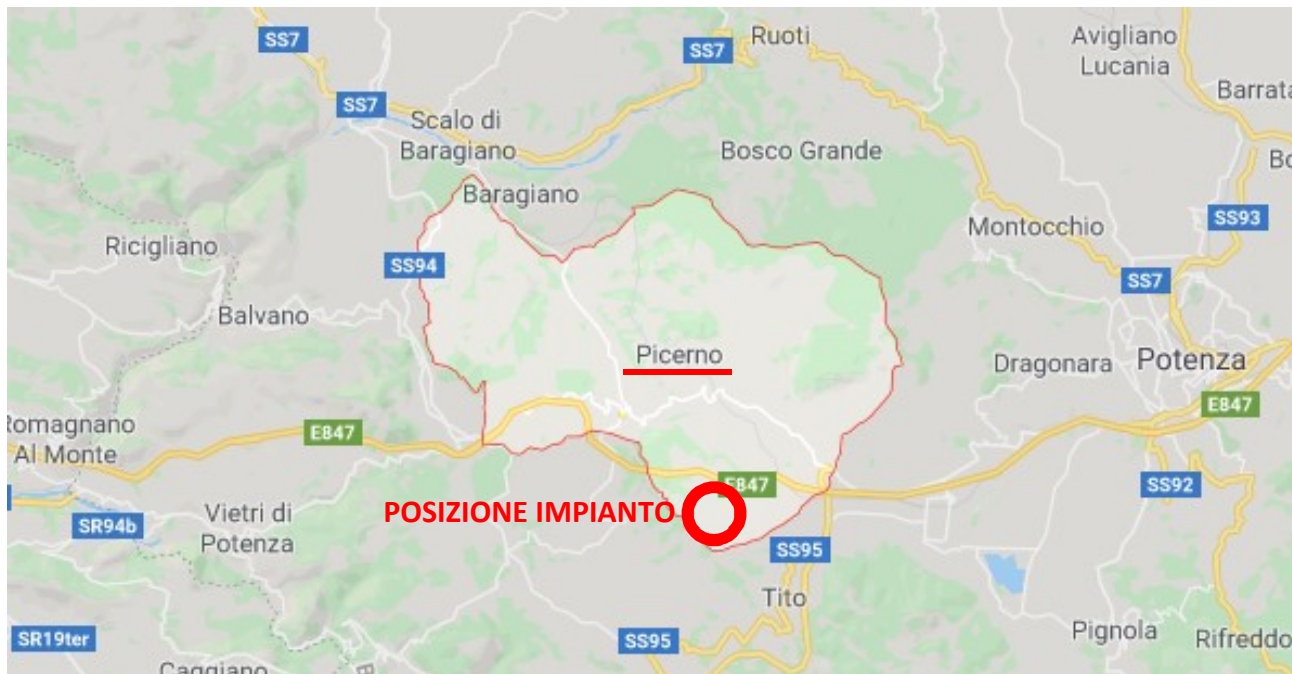 SS7
Ruoti
SS7
Avigliano
Lucania
SS7
Barrata
Scalo di
Baragiano
Bosco Grande
Baragiano
SS93
Montocchio
Ricigliano
SS94
SS7
Balvano
Picerno
Dragonara
Potenza
E847
Romagnano
Al Monte
E847
E847
SS92
POSIZIONE IMPIANTO
Vietri di
Potenza
SR94b
SS95
Tito
Pignola
Rifreddo
SR19ter
SS95
Caggiano